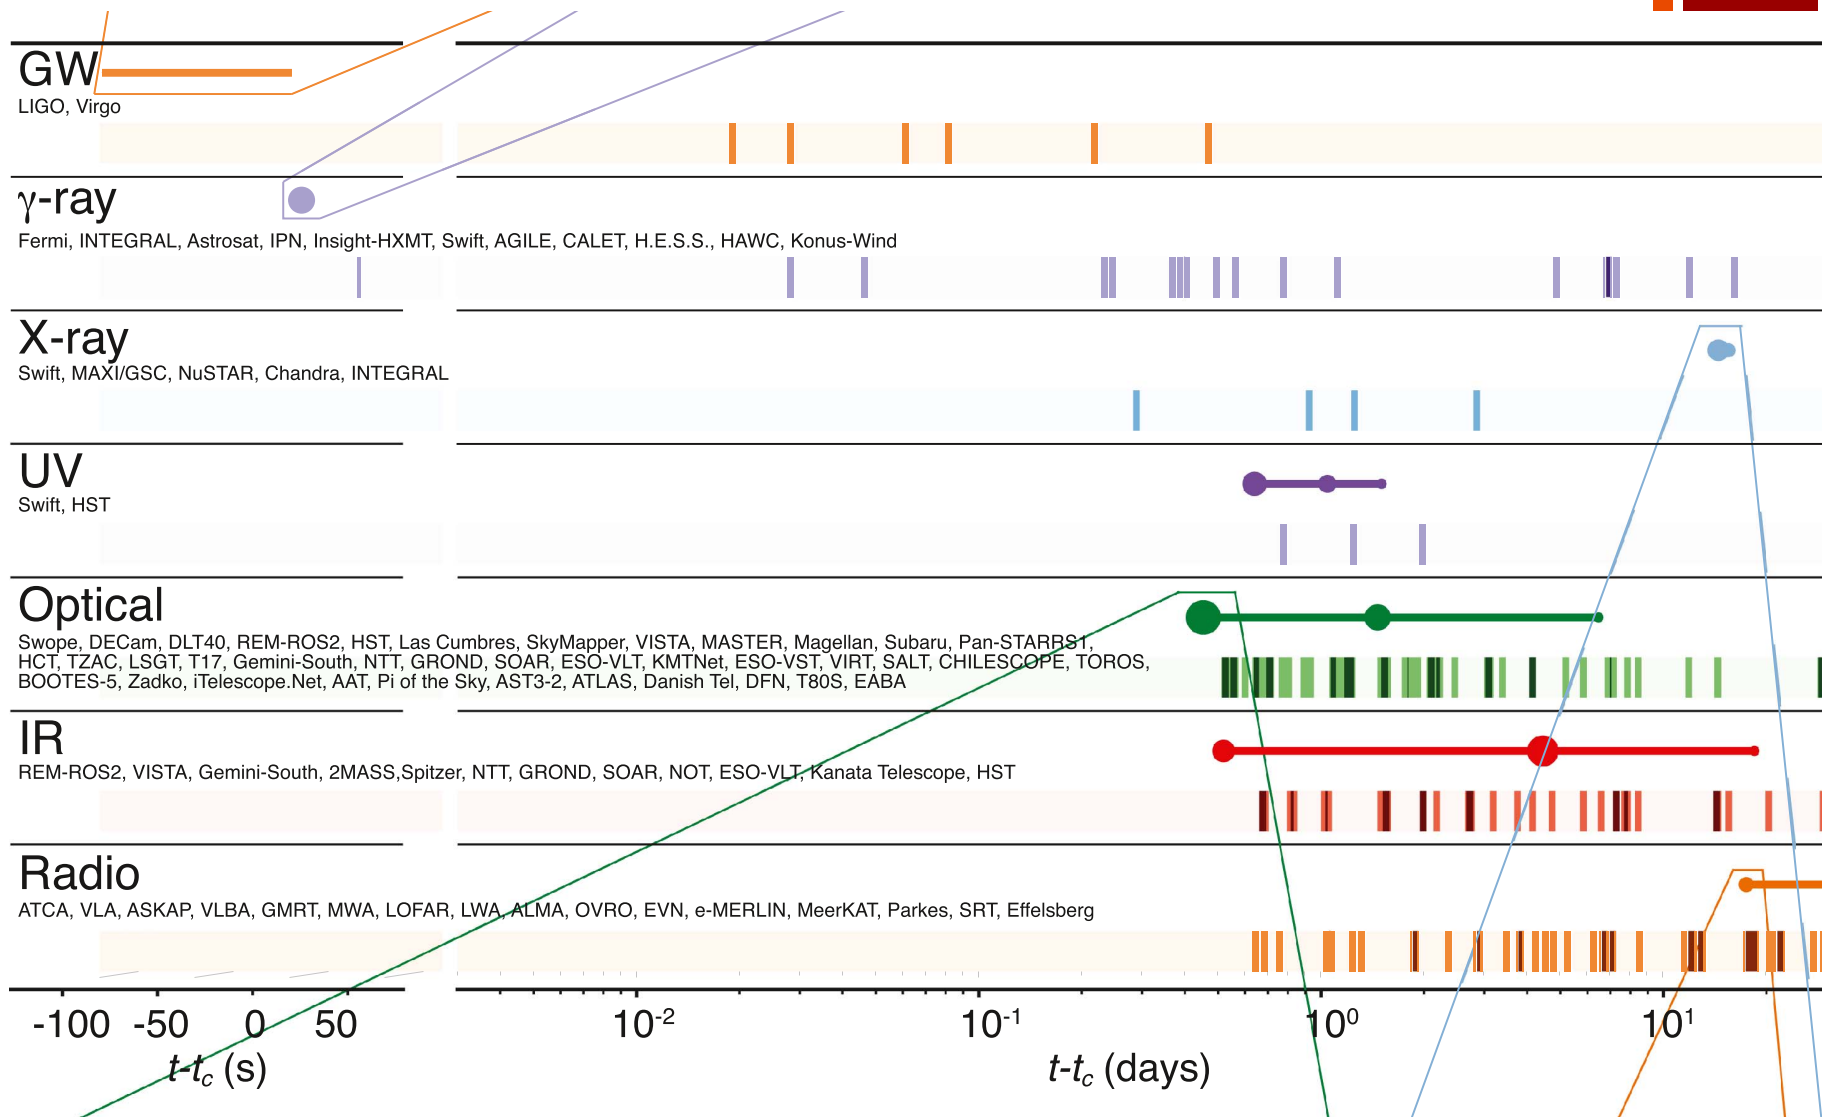 GW
LIGO, Virgo
γ-ray
Fermi, INTEGRAL, Astrosat, IPN, Insight-HXMT, Swift, AGILE, CALET, H.E.S.S., HAWC, Konus-Wind
X-ray
Swift, MAXI/GSC, NuSTAR, Chandra, INTEGRAL
UV
Swift, HST
Optical
Swope, DECam, DLT40, REM-ROS2, HST, Las Cumbres, SkyMapper, VISTA, MASTER, Magellan, Subaru, Pan-STARRS1,
HCT, TZAC, LSGT, T17, Gemini-South, NTT, GROND, SOAR, ESO-VLT, KMTNet, ESO-VST, VIRT, SALT, CHILESCOPE, TOROS,
BOOTES-5, Zadko, iTelescope.Net, AAT, Pi of the Sky, AST3-2, ATLAS, Danish Tel, DFN, T80S, EABA
IR
REM-ROS2, VISTA, Gemini-South, 2MASS,Spitzer, NTT, GROND, SOAR, NOT, ESO-VLT, Kanata Telescope, HST
Radio
ATCA, VLA, ASKAP, VLBA, GMRT, MWA, LOFAR, LWA, ALMA, OVRO, EVN, e-MERLIN, MeerKAT, Parkes, SRT, Effelsberg
-100 -50 0 50 10⁻² 10⁻¹ 10⁰ 10¹
t-t_c (s) t-t_c (days)